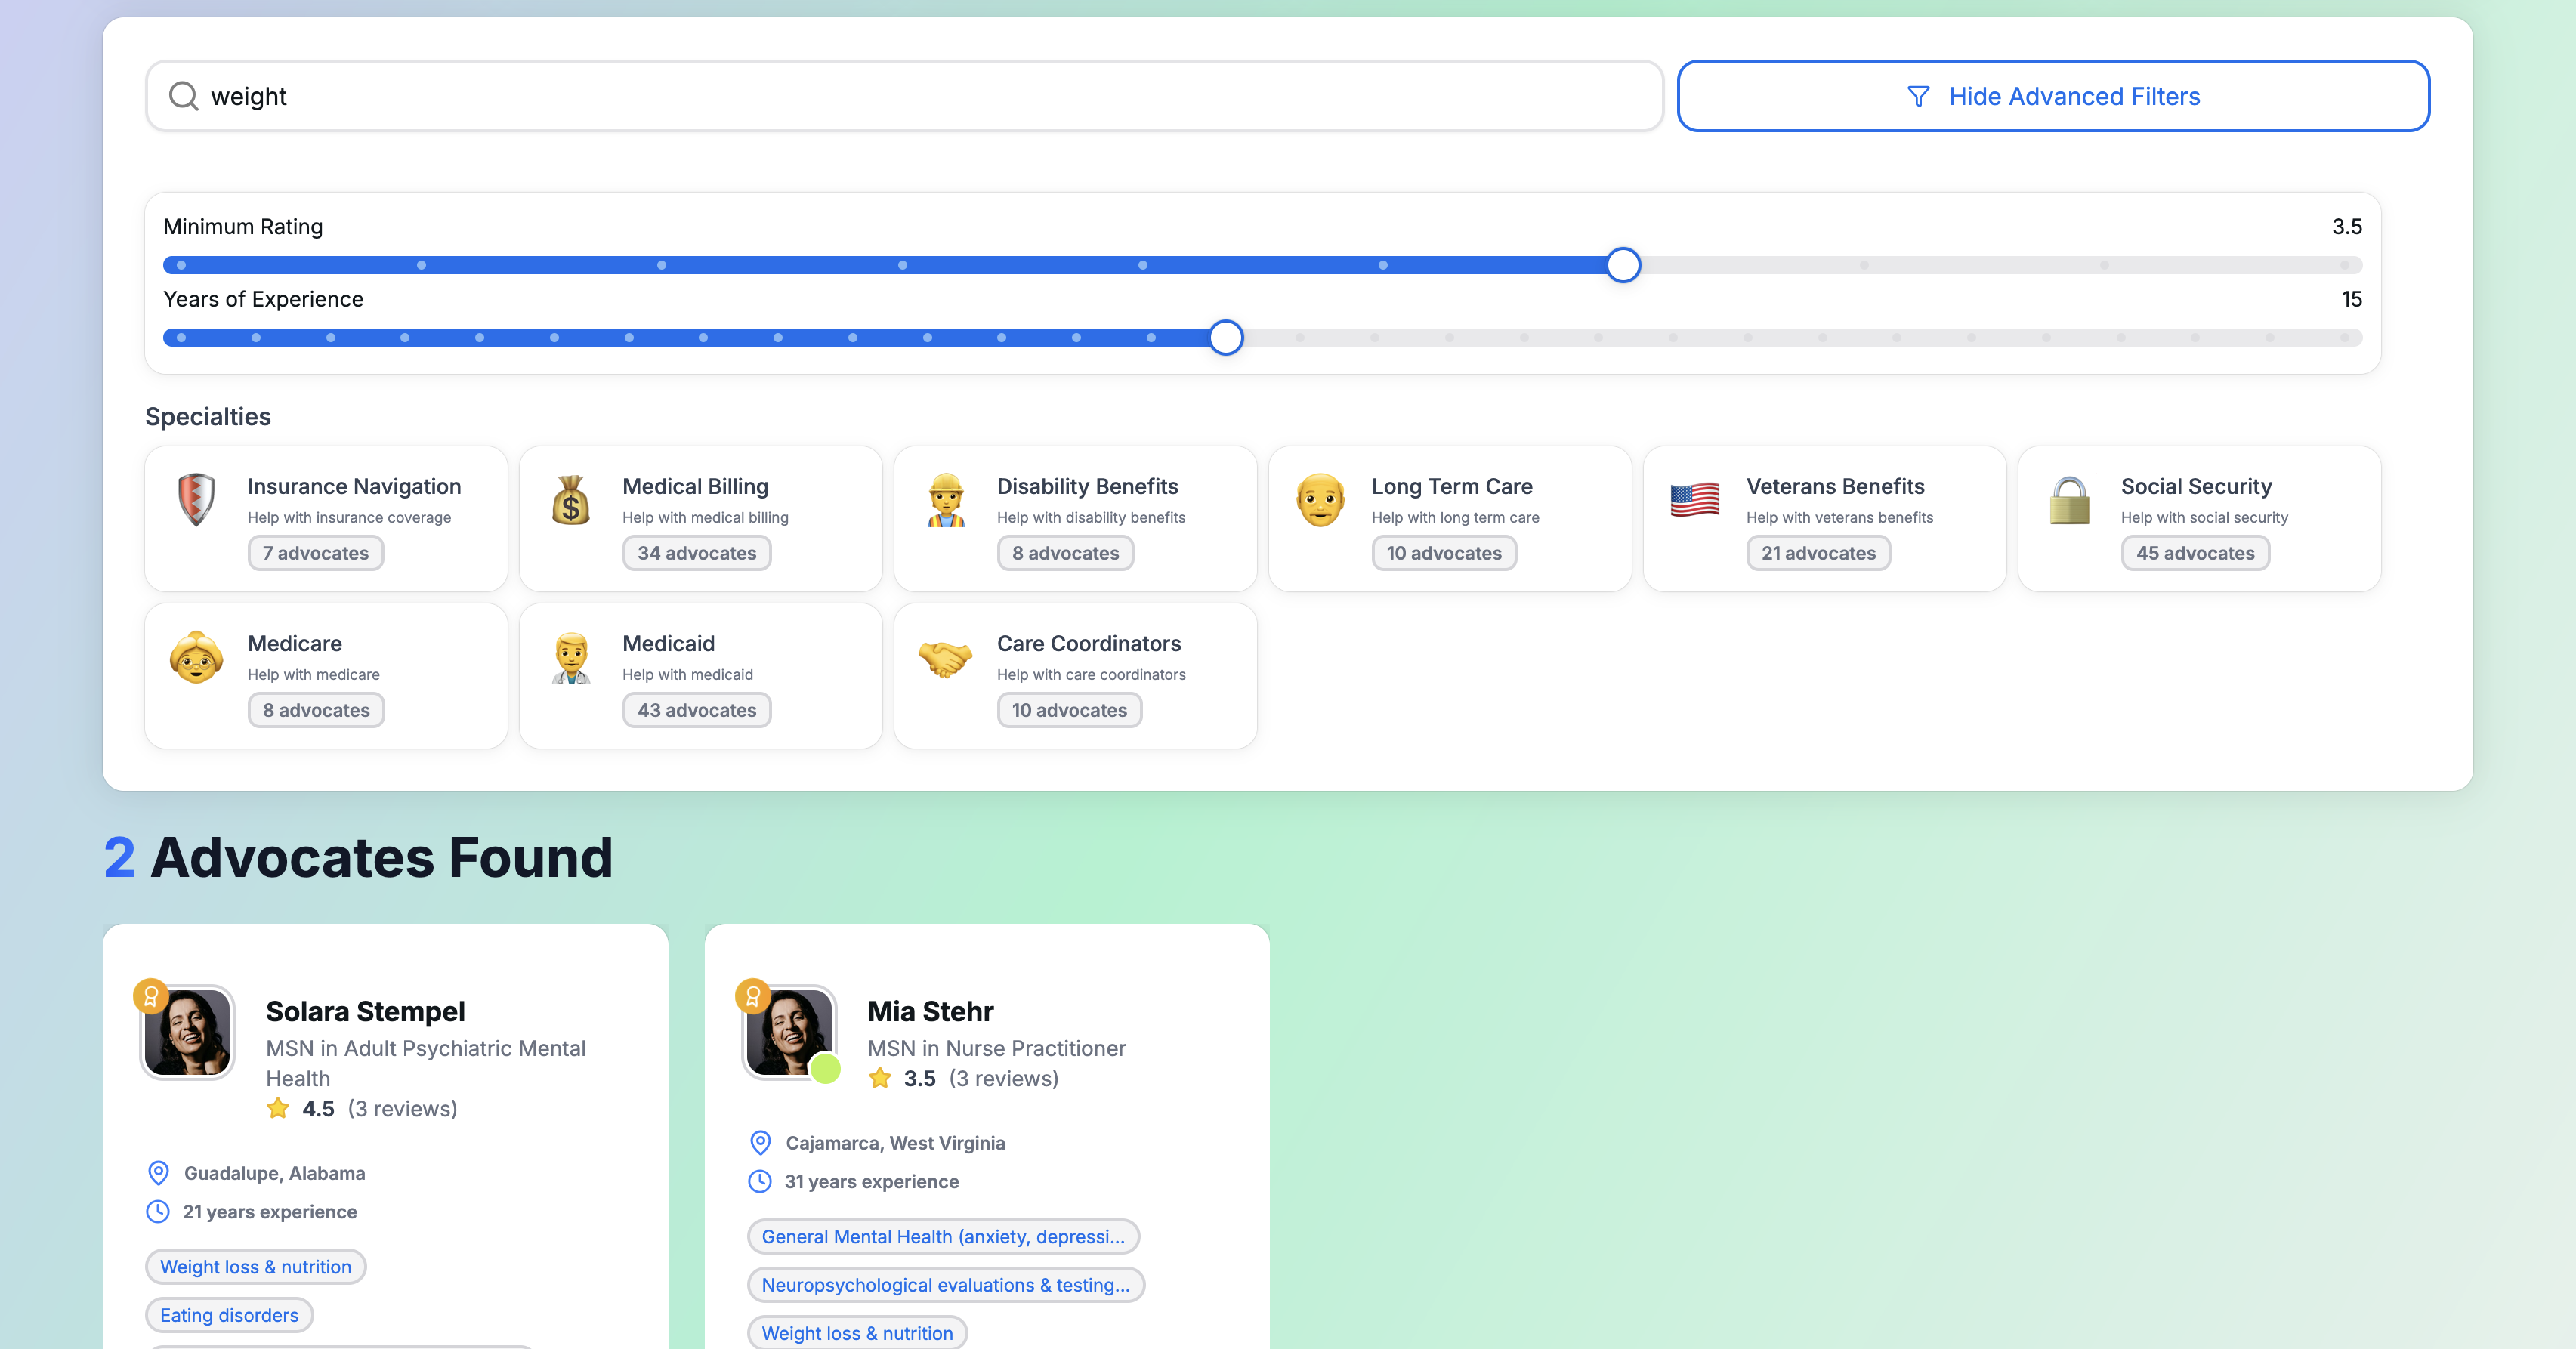 weight
Hide Advanced Filters
Minimum Rating
3.5
Years of Experience
15
Specialties
Insurance Navigation
Help with insurance coverage
7 advocates
Medical Billing
Help with medical billing
34 advocates
Disability Benefits
Help with disability benefits
8 advocates
Long Term Care
Help with long term care
10 advocates
Veterans Benefits
Help with veterans benefits
21 advocates
Social Security
Help with social security
45 advocates
Medicare
Help with medicare
8 advocates
Medicaid
Help with medicaid
43 advocates
Care Coordinators
Help with care coordinators
10 advocates
2 Advocates Found
Solara Stempel
MSN in Adult Psychiatric Mental
Health
4.5 (3 reviews)
Guadalupe, Alabama
21 years experience
Weight loss & nutrition
Eating disorders
Mia Stehr
MSN in Nurse Practitioner
3.5 (3 reviews)
Cajamarca, West Virginia
31 years experience
General Mental Health (anxiety, depressi...
Neuropsychological evaluations & testing...
Weight loss & nutrition